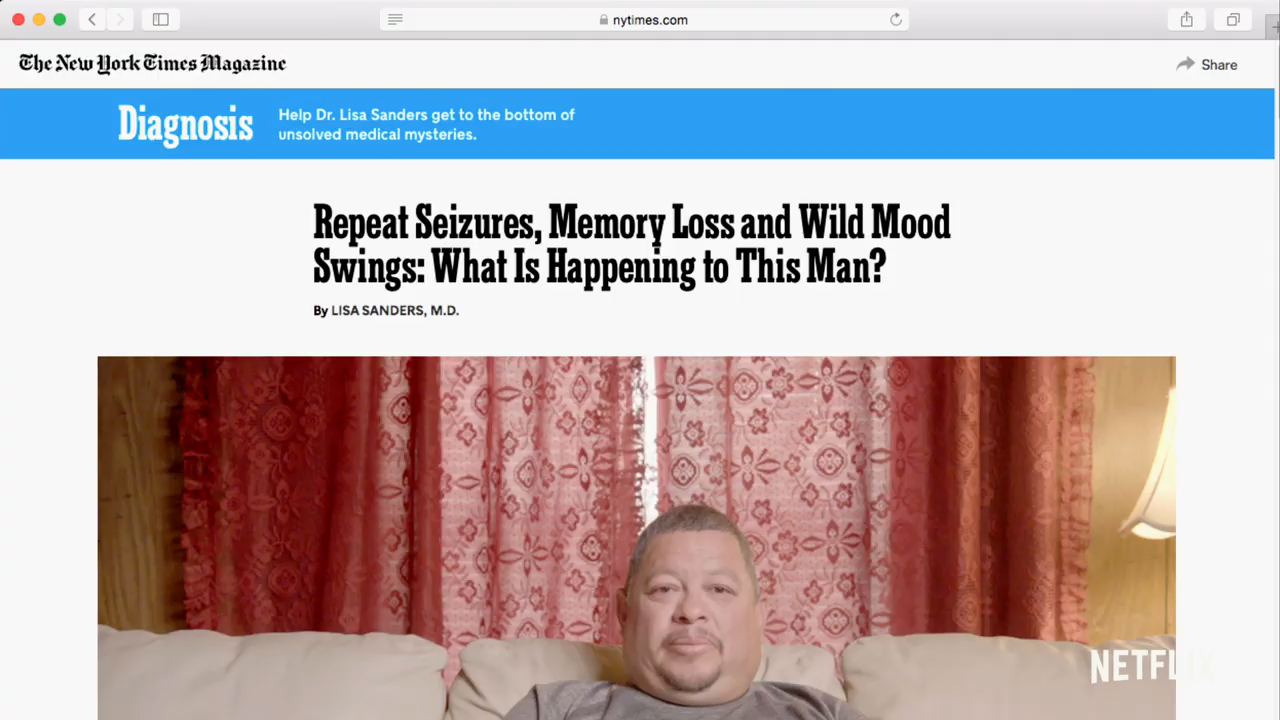 nytimes.com
The New York Times Magazine
Share
Diagnosis
Help Dr. Lisa Sanders get to the bottom of
unsolved medical mysteries.
Repeat Seizures, Memory Loss and Wild Mood
Swings: What Is Happening to This Man?
By LISA SANDERS, M.D.
NETFLIX